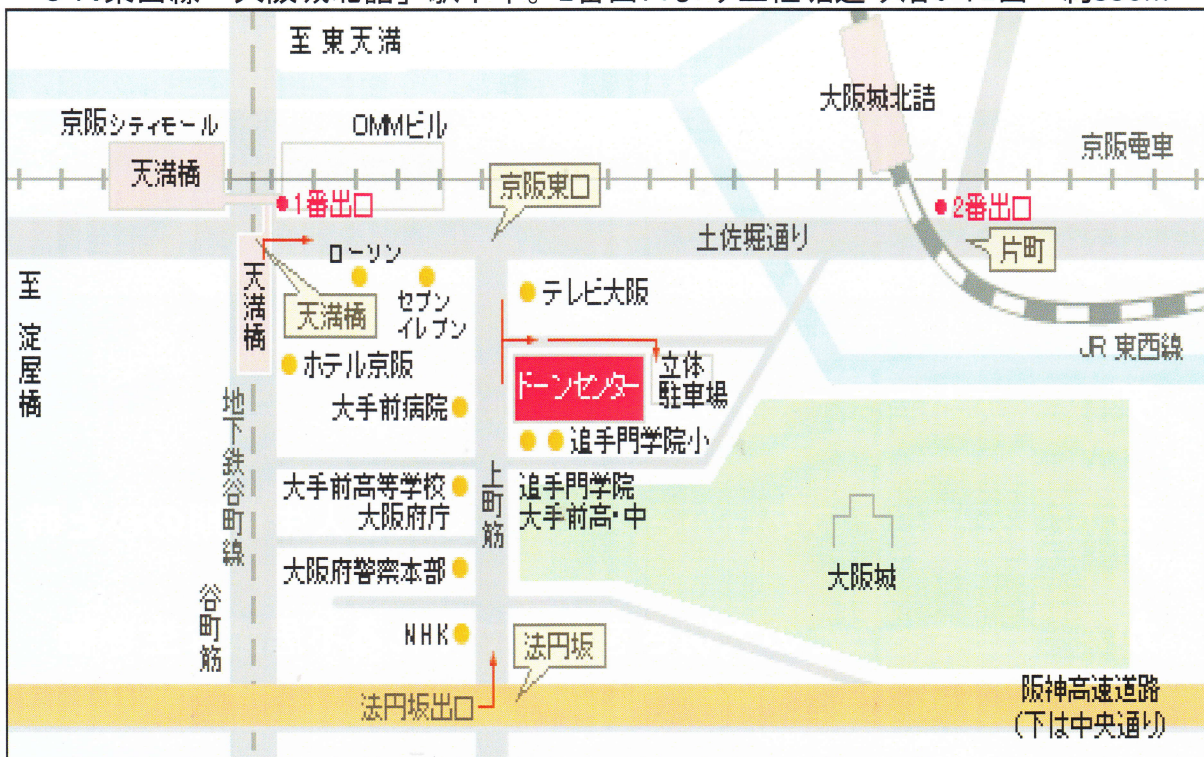 至 東天満
大阪城北詰
京阪シティモール
OMMビル
天満橋
京阪電車
京阪東口
1番出口
2番出口
土佐堀通り
片町
ローソン
至 淀屋橋
天満橋
天満橋
セブン
イレブン
テレビ大阪
JR 東西線
ホテル京阪
ドーンセンター
立体
駐車場
地下鉄谷町線
大手前病院
追手門学院小
上町筋
大手前高等学校
大阪府庁
追手門学院
大手前高・中
大阪府警察本部
大阪城
谷町筋
NHK
法円坂
法円坂出口
阪神高速道路
(下は中央通り)